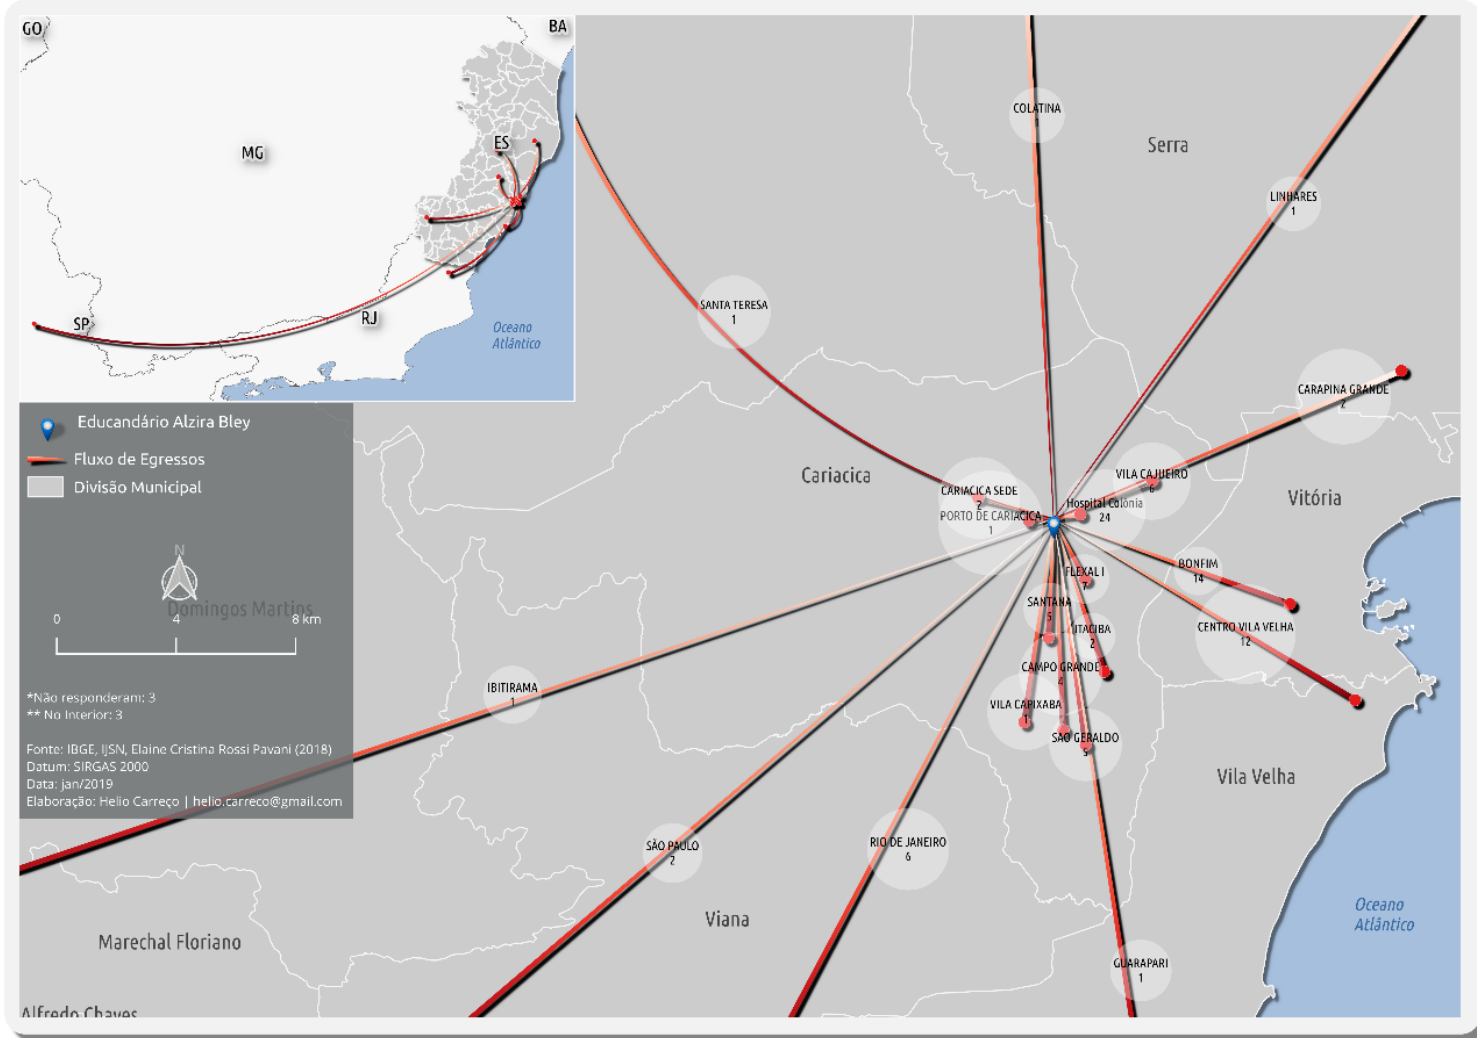 GO
BA
MG
ES
SP
RJ
Oceano
Atlântico
Educandário Alzira Bley
Fluxo de Egressos
Divisão Municipal
N
Domingos Martins
0
4
8 km
*Não responderam: 3
** No Interior: 3
Fonte: IBGE, IJSN, Elaine Cristina Rossi Pavani (2018)
Datum: SIRGAS 2000
Data: jan/2019
Elaboração: Helio Carreço | helio.carreco@gmail.com
COLATINA
1
Serra
LINHARES
1
SANTA TERESA
1
CARAPINA GRANDE
2
Cariacica
VILA CAJUEIRO
6
Vitória
CARIACICA SEDE
2
Hospital Colônia
24
PORTO DE CARIACICA
1
FLEXAL I
7
BONFIM
14
SANTANA
5
ITACIBA
2
CENTRO VILA VELHA
12
CAMPO GRANDE
4
IBITIRAMA
1
VILA CAPIXABA
1
SÃO GERALDO
5
Vila Velha
SÃO PAULO
2
RIO DE JANEIRO
6
Viana
Oceano
Atlântico
Marechal Floriano
GUARAPARI
1
Alfredo Chaves